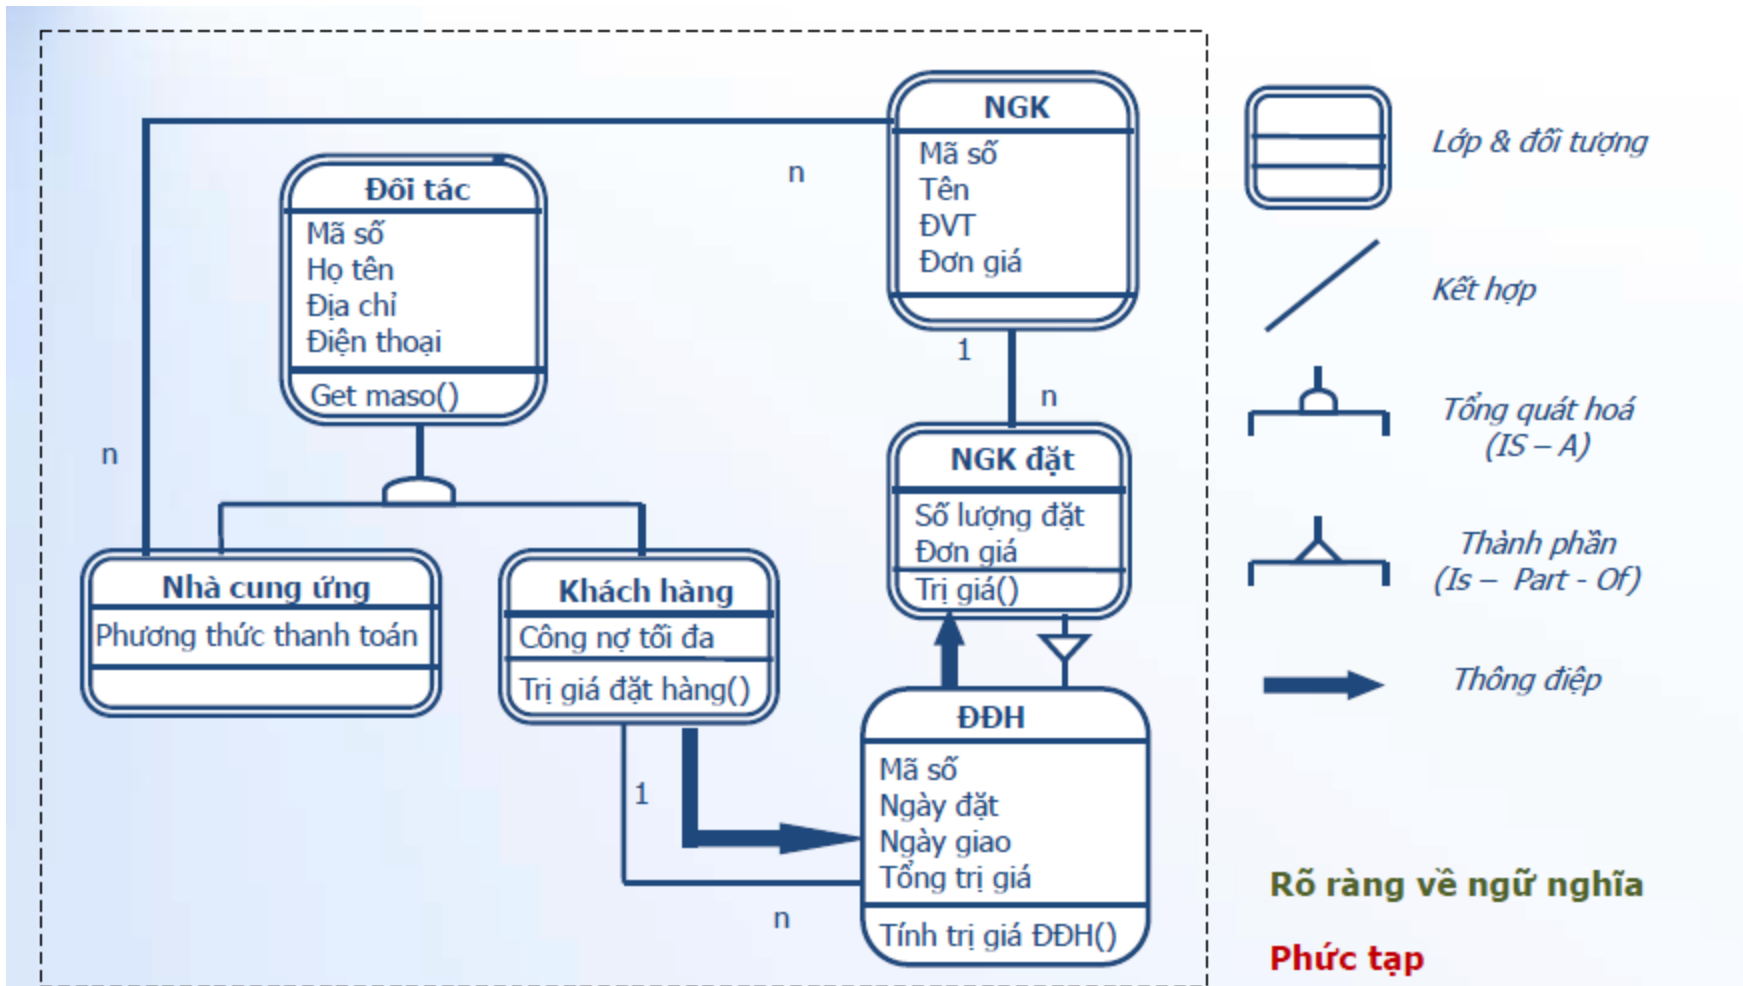 NGK
Mã số
Tên
ĐVT
Đơn giá
n
Đối tác
Mã số
Họ tên
Địa chỉ
Điện thoại
Get maso()
n
1
n
NGK đặt
Số lượng đặt
Đơn giá
Trị giá()
Nhà cung ứng
Phương thức thanh toán
Khách hàng
Công nợ tối đa
Trị giá đặt hàng()
1
n
ĐĐH
Mã số
Ngày đặt
Ngày giao
Tổng trị giá
Tính trị giá ĐĐH()
Lớp & đối tượng
Kết hợp
Tổng quát hoá
(IS – A)
Thành phần
(Is – Part - Of)
Thông điệp
Rõ ràng về ngữ nghĩa
Phức tạp